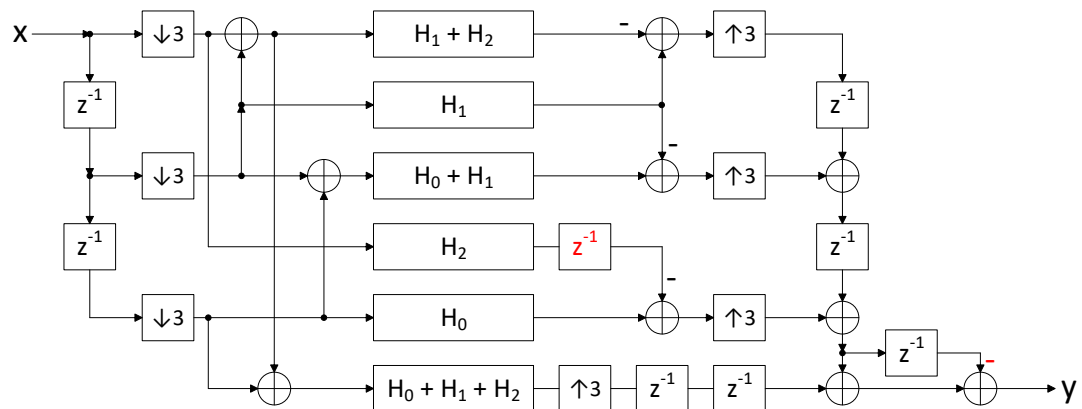 x ↓3 H₁ + H₂ - ↑3
z⁻¹ H₁ z⁻¹
-
↓3 H₀ + H₁ ↑3
z⁻¹ H₂ z⁻¹ z⁻¹
-
↓3 H₀ ↑3
z⁻¹ -
H₀ + H₁ + H₂ ↑3 z⁻¹ z⁻¹ y